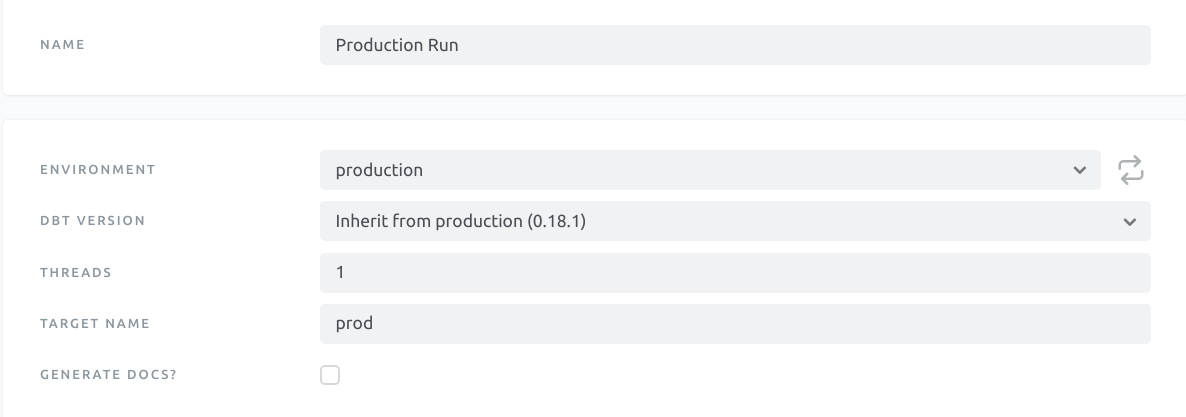 NAME
Production Run
ENVIRONMENT
production
DBT VERSION
Inherit from production (0.18.1)
THREADS
1
TARGET NAME
prod
GENERATE DOCS?